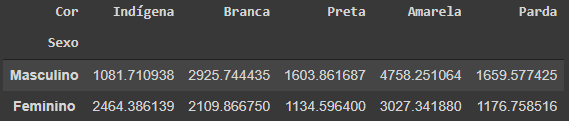 Cor Indígena Branca Preta Amarela Parda
Sexo
Masculino 1081.710938 2925.744435 1603.861687 4758.251064 1659.577425
Feminino 2464.386139 2109.866750 1134.596400 3027.341880 1176.758516